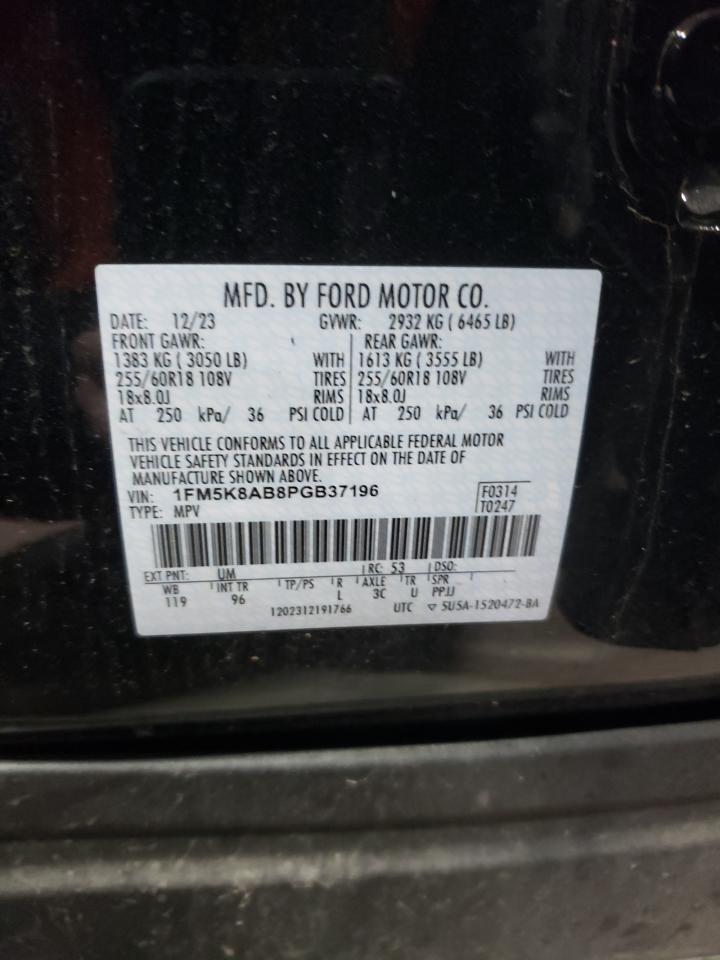 MFD. BY FORD MOTOR CO.
DATE: 12/23 GVWR: 2932 KG ( 6465 LB)
FRONT GAWR: REAR GAWR:
1383 KG ( 3050 LB) WITH 1613 KG ( 3555 LB) WITH
255/60R18 108V TIRES 255/60R18 108V TIRES
18x8.0J RIMS 18x8.0J RIMS
AT 250 kPa/ 36 PSI COLD AT 250 kPa/ 36 PSI COLD
THIS VEHICLE CONFORMS TO ALL APPLICABLE FEDERAL MOTOR
VEHICLE SAFETY STANDARDS IN EFFECT ON THE DATE OF
MANUFACTURE SHOWN ABOVE.
VIN: 1FM5K8AB8PGB37196 F0314
TYPE: MPV T0247
EXT PNT: UM RC: 53 DSO:
WB INT TR TP/PS R AXLE TR SPR
119 96 L 3C U PPJJ
1202312191766 UTC ▽ 5U5A-1520472-BA